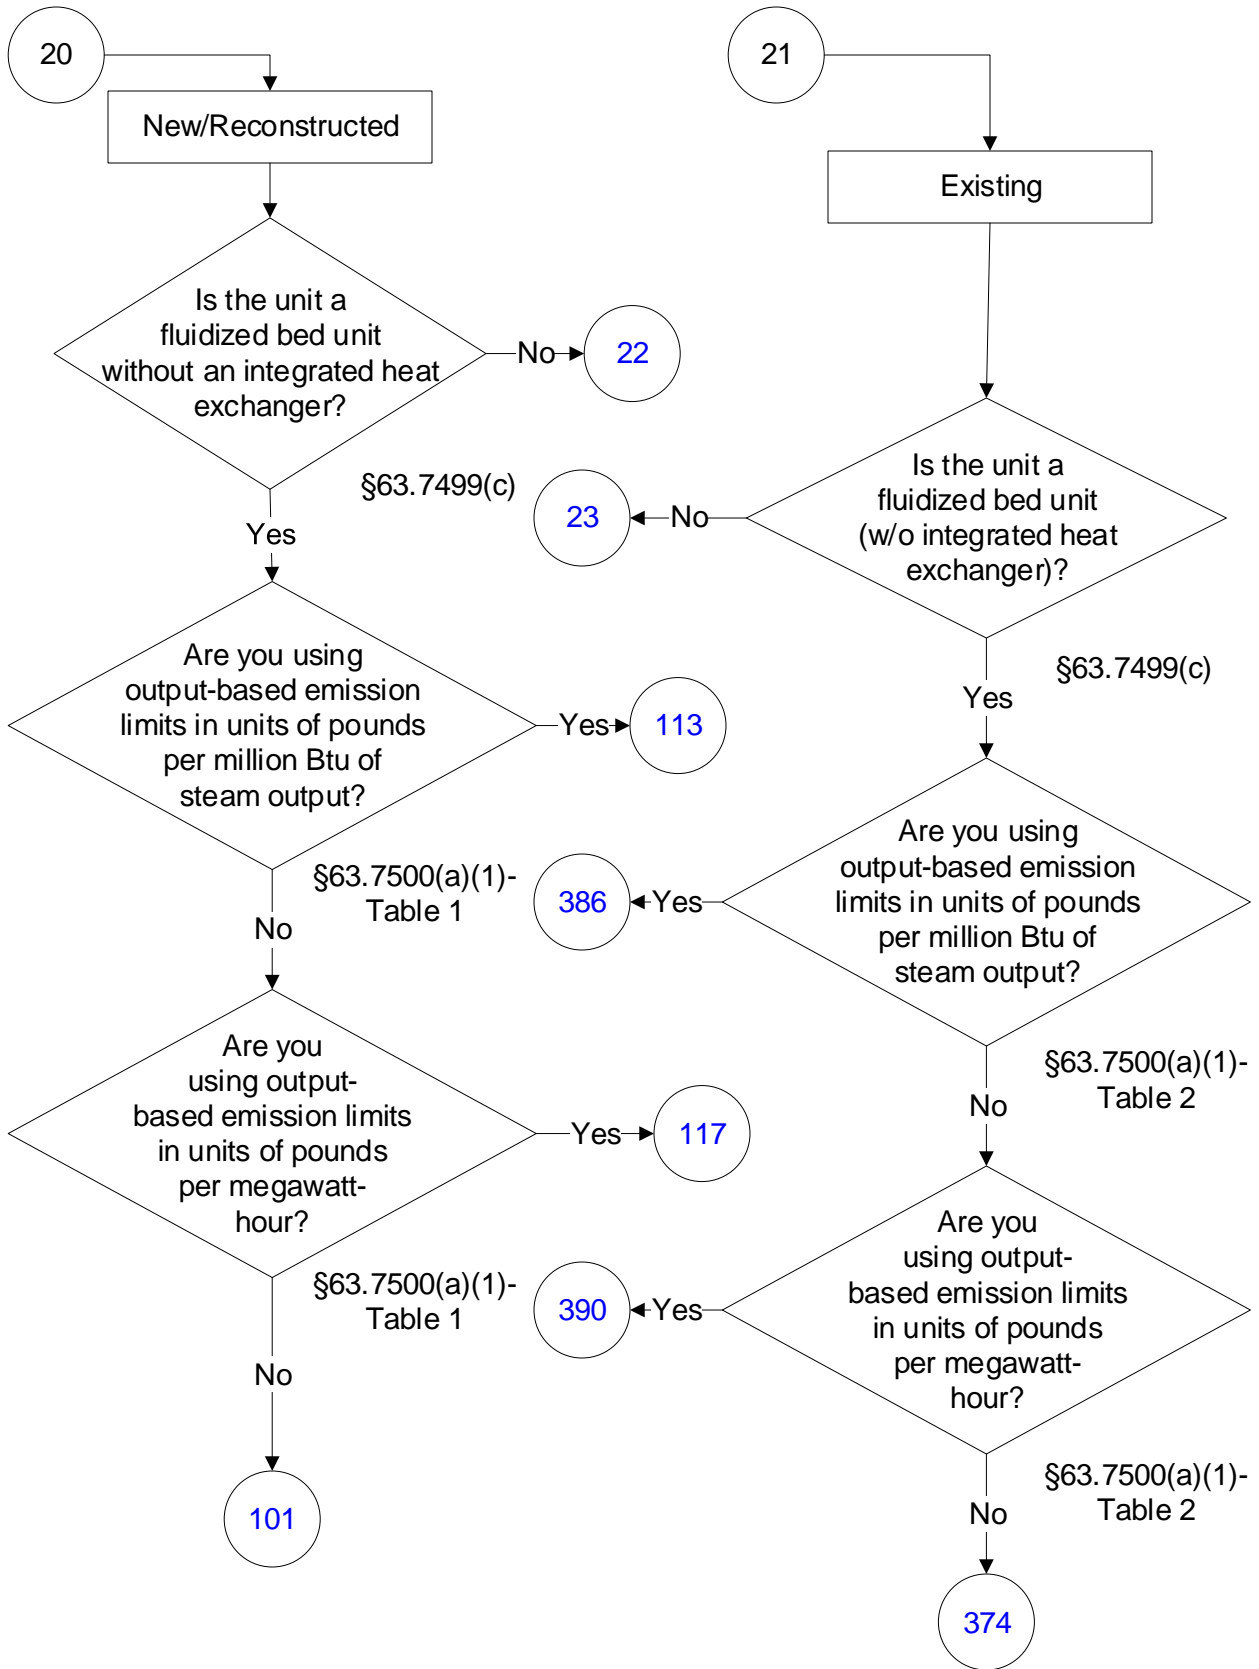 20
New/Reconstructed
Is the unit a
fluidized bed unit
without an integrated heat
exchanger?
No
22
§63.7499(c)
Yes
Are you using
output-based emission
limits in units of pounds
per million Btu of
steam output?
Yes
113
§63.7500(a)(1)-
Table 1
No
Are you
using output-
based emission limits
in units of pounds
per megawatt-
hour?
Yes
117
§63.7500(a)(1)-
Table 1
No
101
21
Existing
Is the unit a
fluidized bed unit
(w/o integrated heat
exchanger)?
No
23
§63.7499(c)
Yes
Are you using
output-based emission
limits in units of pounds
per million Btu of
steam output?
Yes
386
§63.7500(a)(1)-
Table 2
No
Are you
using output-
based emission limits
in units of pounds
per megawatt-
hour?
Yes
390
§63.7500(a)(1)-
Table 2
No
374